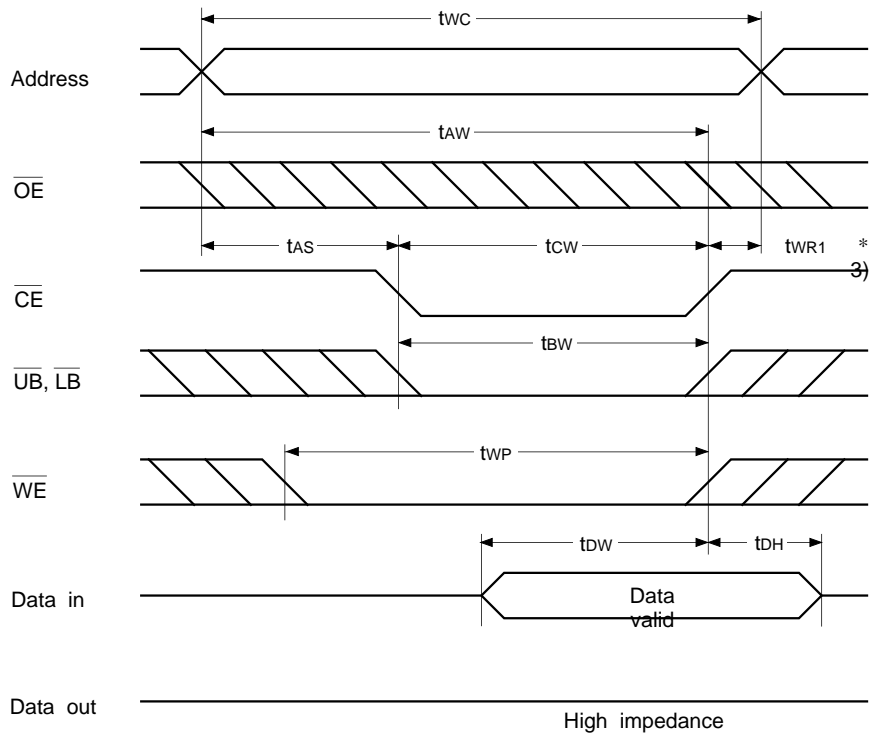 tWC
Address
tAW
OE
tAS tCW tWR1 *
3)
CE
tBW
UB, LB
tWP
WE
tDW tDH
Data in Data
valid
Data out
High impedance